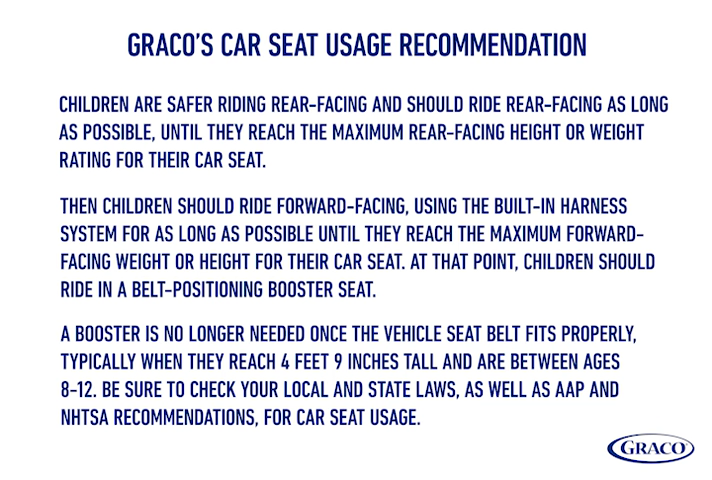 GRACO'S CAR SEAT USAGE RECOMMENDATION
CHILDREN ARE SAFER RIDING REAR-FACING AND SHOULD RIDE REAR-FACING AS LONG
AS POSSIBLE, UNTIL THEY REACH THE MAXIMUM REAR-FACING HEIGHT OR WEIGHT
RATING FOR THEIR CAR SEAT.
THEN CHILDREN SHOULD RIDE FORWARD-FACING, USING THE BUILT-IN HARNESS
SYSTEM FOR AS LONG AS POSSIBLE UNTIL THEY REACH THE MAXIMUM FORWARD-
FACING WEIGHT OR HEIGHT FOR THEIR CAR SEAT. AT THAT POINT, CHILDREN SHOULD
RIDE IN A BELT-POSITIONING BOOSTER SEAT.
A BOOSTER IS NO LONGER NEEDED ONCE THE VEHICLE SEAT BELT FITS PROPERLY,
TYPICALLY WHEN THEY REACH 4 FEET 9 INCHES TALL AND ARE BETWEEN AGES
8-12. BE SURE TO CHECK YOUR LOCAL AND STATE LAWS, AS WELL AS AAP AND
NHTSA RECOMMENDATIONS, FOR CAR SEAT USAGE.
GRACO